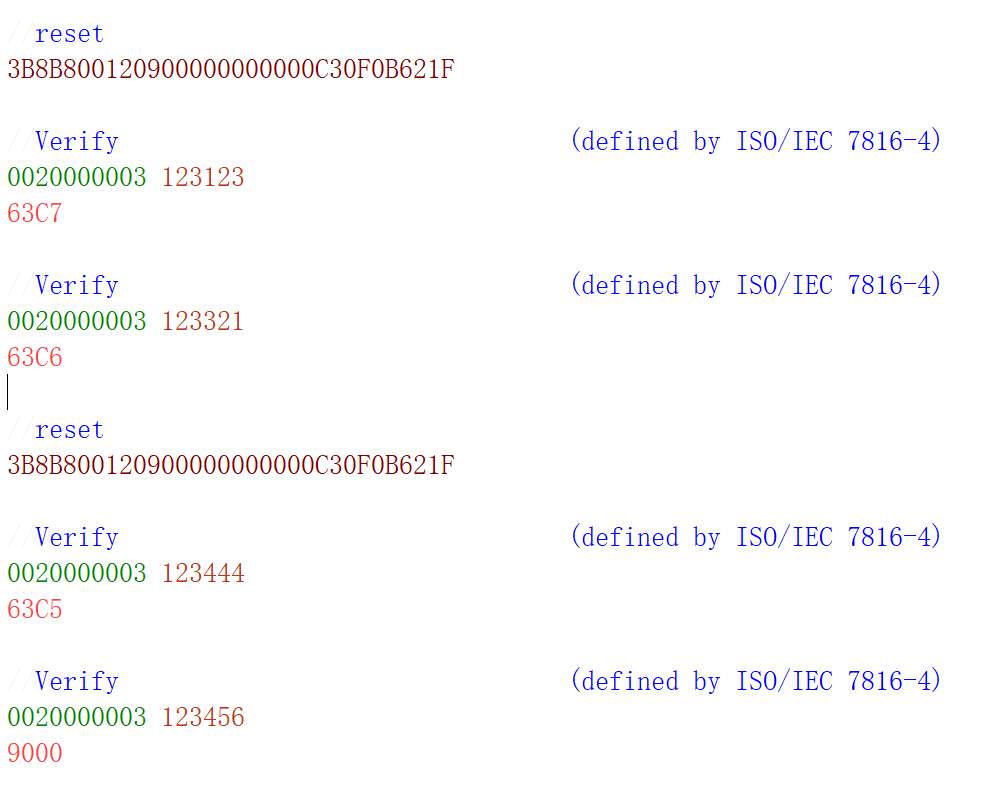 //reset
3B8B800120900000000000C30F0B621F
//Verify (defined by ISO/IEC 7816-4)
0020000003 123123
63C7
//Verify (defined by ISO/IEC 7816-4)
0020000003 123321
63C6
//reset
3B8B800120900000000000C30F0B621F
//Verify (defined by ISO/IEC 7816-4)
0020000003 123444
63C5
//Verify (defined by ISO/IEC 7816-4)
0020000003 123456
9000